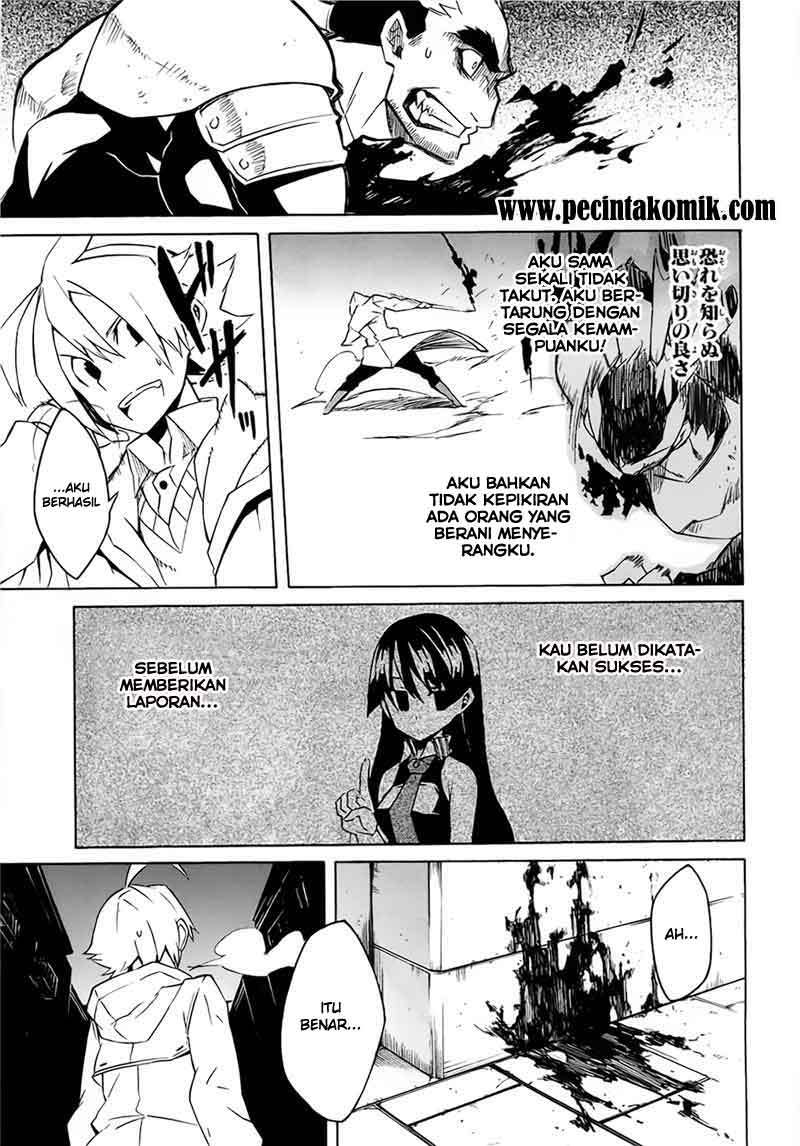 www.pecintakomik.com
恐れを知らぬ
思い切りの良さ
AKU SAMA
SEKALI TIDAK
TAKUT. AKU BER-
TARUNG DENGAN
SEGALA KEMAM-
PUANKU!
AKU BAHKAN
TIDAK KEPIKIRAN
ADA ORANG YANG
BERANI MENYE-
RANGKU.
...AKU
BERHASIL
KAU BELUM DIKATA-
KAN SUKSES...
SEBELUM
MEMBERIKAN
LAPORAN...
AH...
ITU
BENAR...